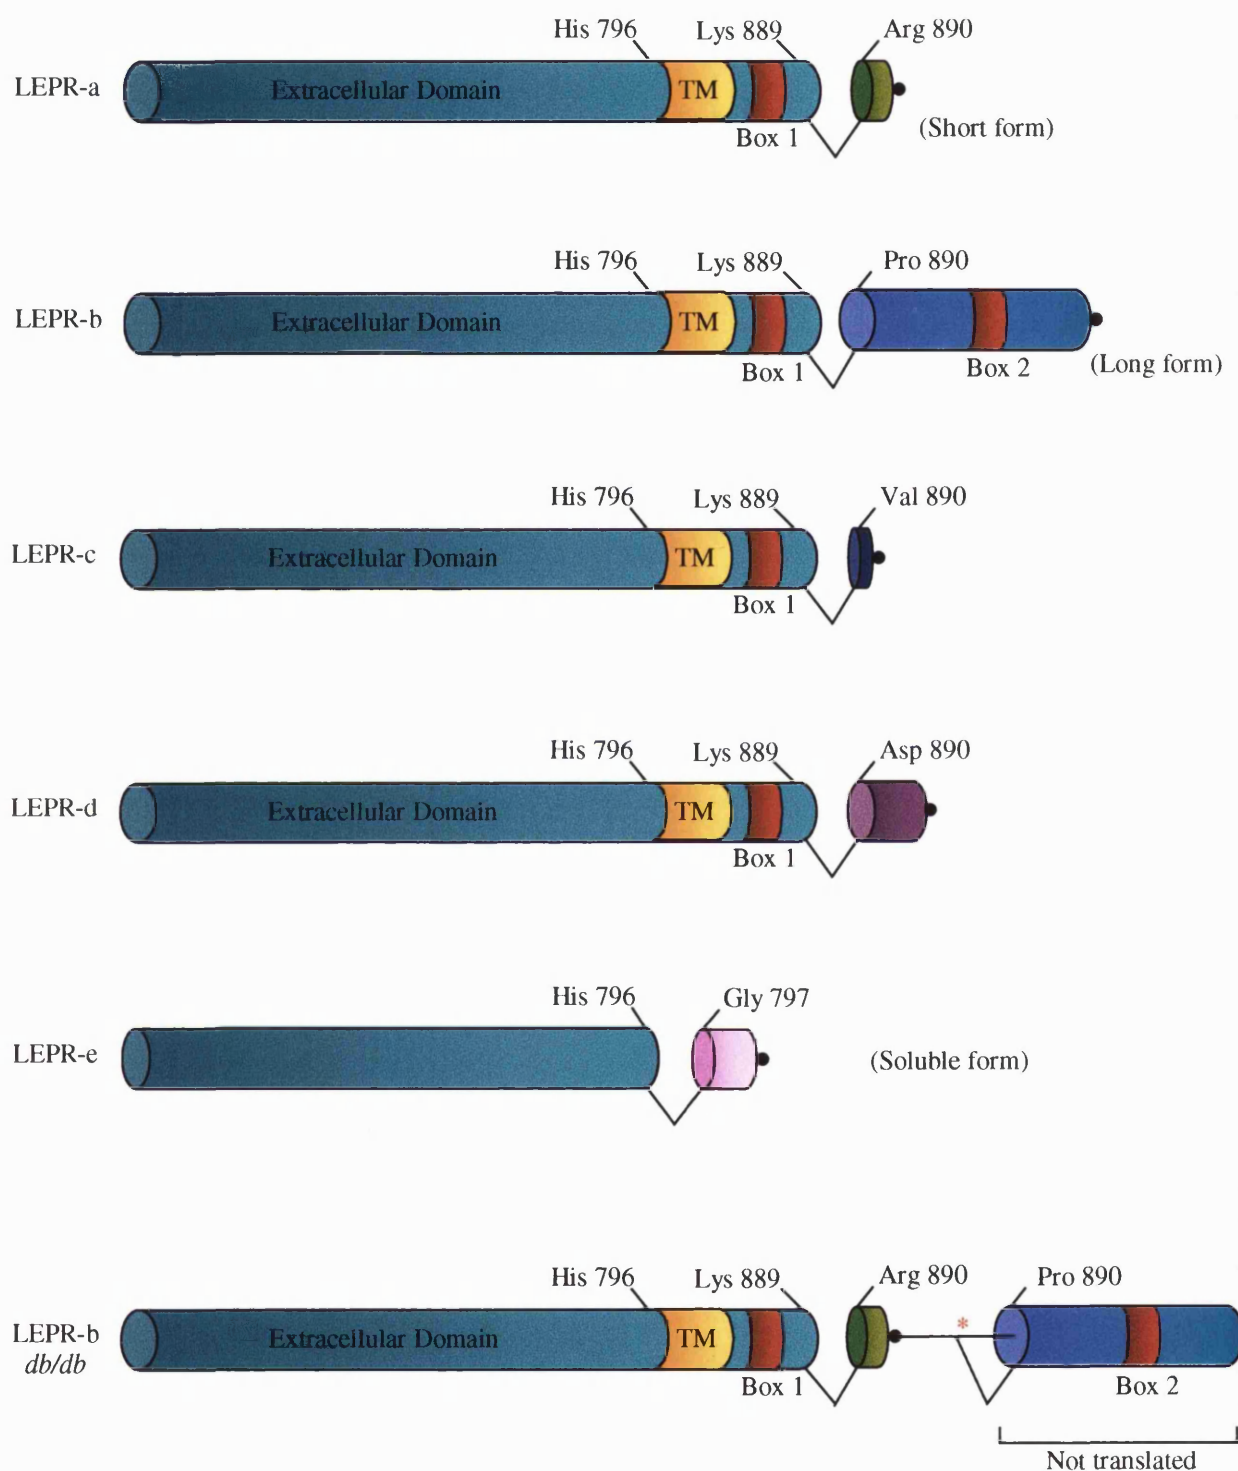 His 796 Lys 889 Arg 890
LEPR-a Extracellular Domain TM
Box 1 (Short form)
His 796 Lys 889 Pro 890
LEPR-b Extracellular Domain TM
Box 1 Box 2 (Long form)
His 796 Lys 889 Val 890
LEPR-c Extracellular Domain TM
Box 1
His 796 Lys 889 Asp 890
LEPR-d Extracellular Domain TM
Box 1
His 796 Gly 797
LEPR-e (Soluble form)
His 796 Lys 889 Arg 890 Pro 890
*
LEPR-b Extracellular Domain TM
db/db
Box 1 Box 2
Not translated